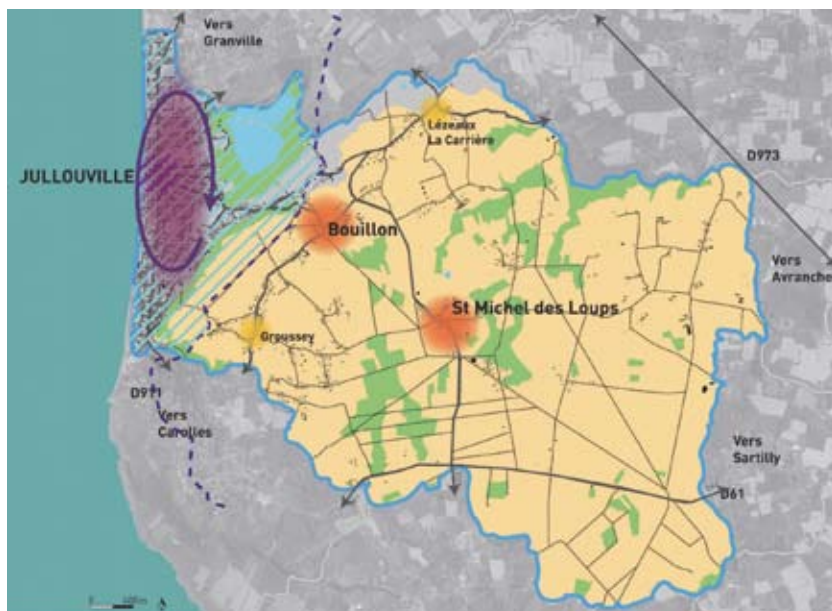 Vers
Granville
Lézeaux
La Carrière
D973
JULLOUVILLE
Bouillon
Vers
Avranches
St Michel des Loups
Groussey
D911
Vers
Carolles
Vers
Sartilly
D61
0